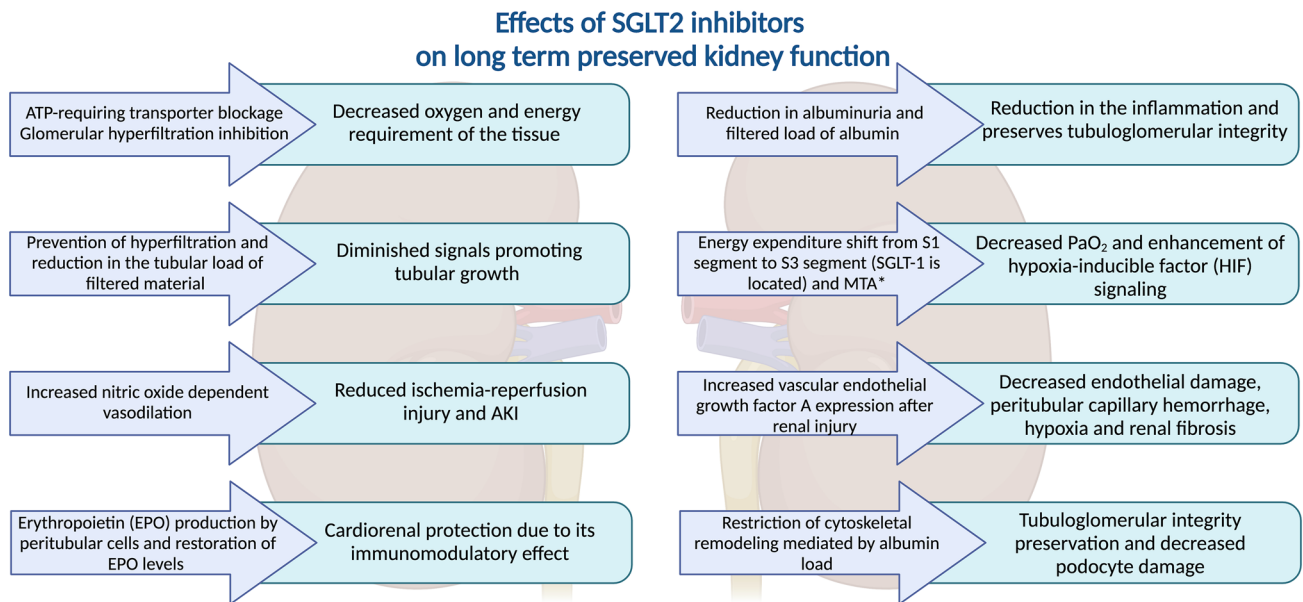 Effects of SGLT2 inhibitors
on long term preserved kidney function
ATP-requiring transporter blockage
Glomerular hyperfiltration inhibition
Decreased oxygen and energy
requirement of the tissue
Prevention of hyperfiltration and
reduction in the tubular load of
filtered material
Diminished signals promoting
tubular growth
Increased nitric oxide dependent
vasodilation
Reduced ischemia-reperfusion
injury and AKI
Erythropoietin (EPO) production by
peritubular cells and restoration of
EPO levels
Cardiorenal protection due to its
immunomodulatory effect
Reduction in albuminuria and
filtered load of albumin
Reduction in the inflammation and
preserves tubuloglomerular integrity
Energy expenditure shift from S1
segment to S3 segment (SGLT-1 is
located) and MTA*
Decreased PaO₂ and enhancement of
hypoxia-inducible factor (HIF)
signaling
Increased vascular endothelial
growth factor A expression after
renal injury
Decreased endothelial damage,
peritubular capillary hemorrhage,
hypoxia and renal fibrosis
Restriction of cytoskeletal
remodeling mediated by albumin
load
Tubuloglomerular integrity
preservation and decreased
podocyte damage